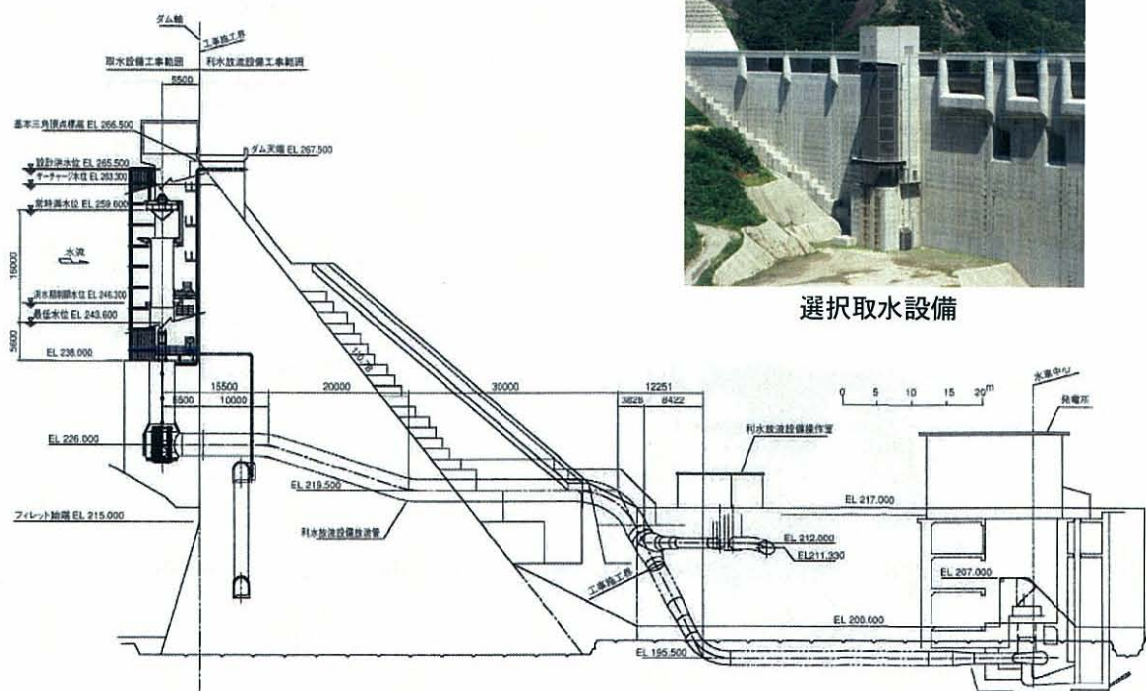 ダム軸
工事施工界
取水設備工事範囲
利水放流設備工事範囲
5500
基本三角頂点標高 EL 266.500
ダム天端 EL 267.500
設計洪水位 EL 265.500
サーチャージ水位 EL 263.300
常時満水位 EL 259.600
水流
16000
洪水期制限水位 EL 246.300
最低水位 EL 243.600
5600
EL 238.000
選択取水設備
15500
20000
30000
12251
5500
10000
3828
8422
1:0.78
0 5 10 15 20m
水車中心
発電所
利水放流設備操作室
EL 226.000
EL 219.500
EL 217.000
フィレット始端 EL 215.000
利水放流設備放流管
EL 212.000
EL211.330
工事施工界
EL 207.000
EL 200.000
EL 195.500